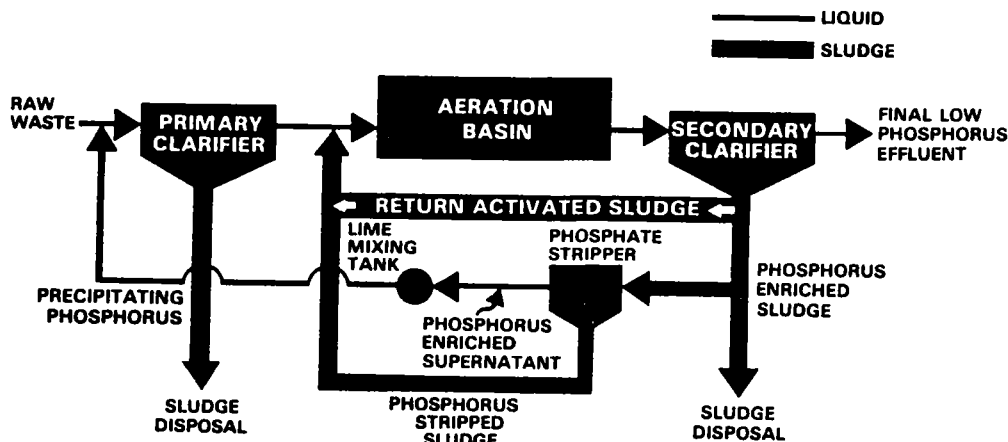 LIQUID
SLUDGE
RAW
WASTE
PRIMARY
CLARIFIER
AERATION
BASIN
SECONDARY
CLARIFIER
FINAL LOW
PHOSPHORUS
EFFLUENT
RETURN ACTIVATED SLUDGE
LIME
MIXING
TANK
PHOSPHATE
STRIPPER
PHOSPHORUS
ENRICHED
SLUDGE
PRECIPITATING
PHOSPHORUS
PHOSPHORUS
ENRICHED
SUPERNATANT
SLUDGE
DISPOSAL
PHOSPHORUS
STRIPPED
SLUDGE
SLUDGE
DISPOSAL